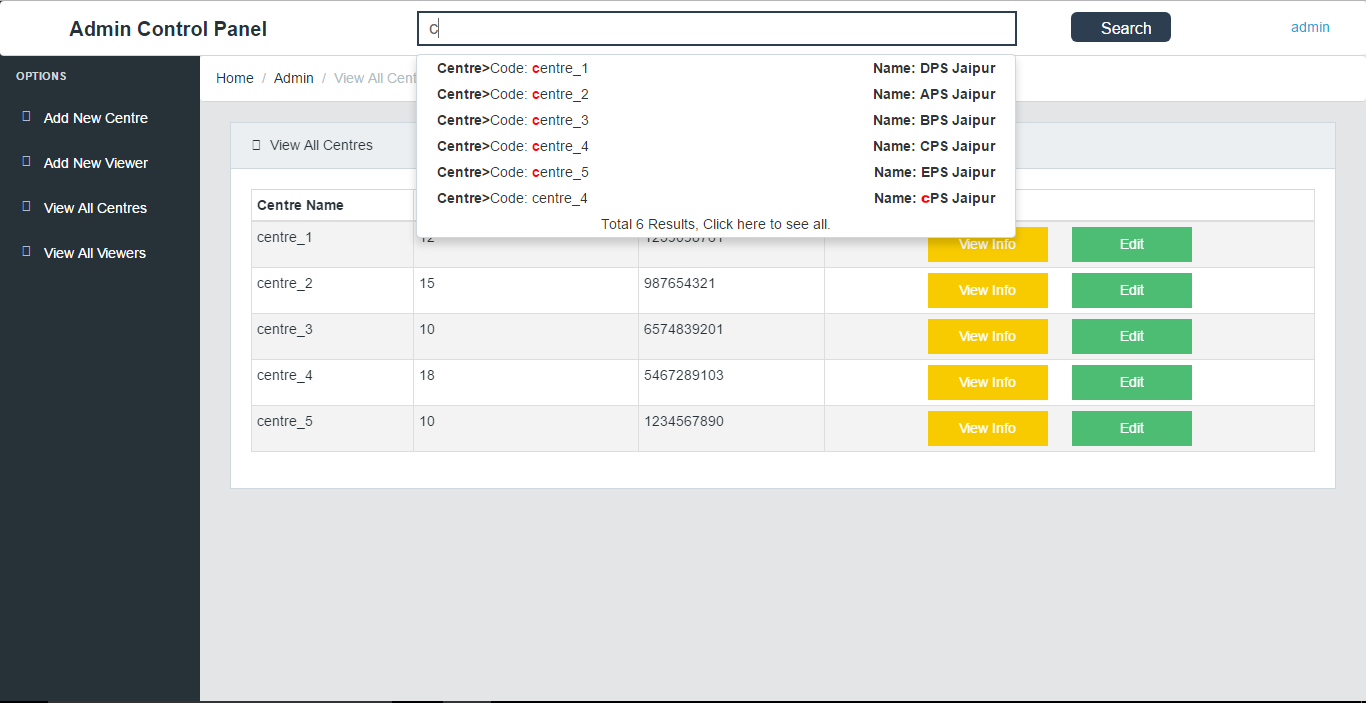 Admin Control Panel
c
Search
admin
OPTIONS
Add New Centre
Add New Viewer
View All Centres
View All Viewers
Home / Admin / View All Cent
Centre>Code: centre_1 Name: DPS Jaipur
Centre>Code: centre_2 Name: APS Jaipur
Centre>Code: centre_3 Name: BPS Jaipur
Centre>Code: centre_4 Name: CPS Jaipur
Centre>Code: centre_5 Name: EPS Jaipur
Centre>Code: centre_4 Name: cPS Jaipur
Total 6 Results, Click here to see all.
View All Centres
Centre Name
centre_1 12 View Info Edit
centre_2 15 987654321 View Info Edit
centre_3 10 6574839201 View Info Edit
centre_4 18 5467289103 View Info Edit
centre_5 10 1234567890 View Info Edit